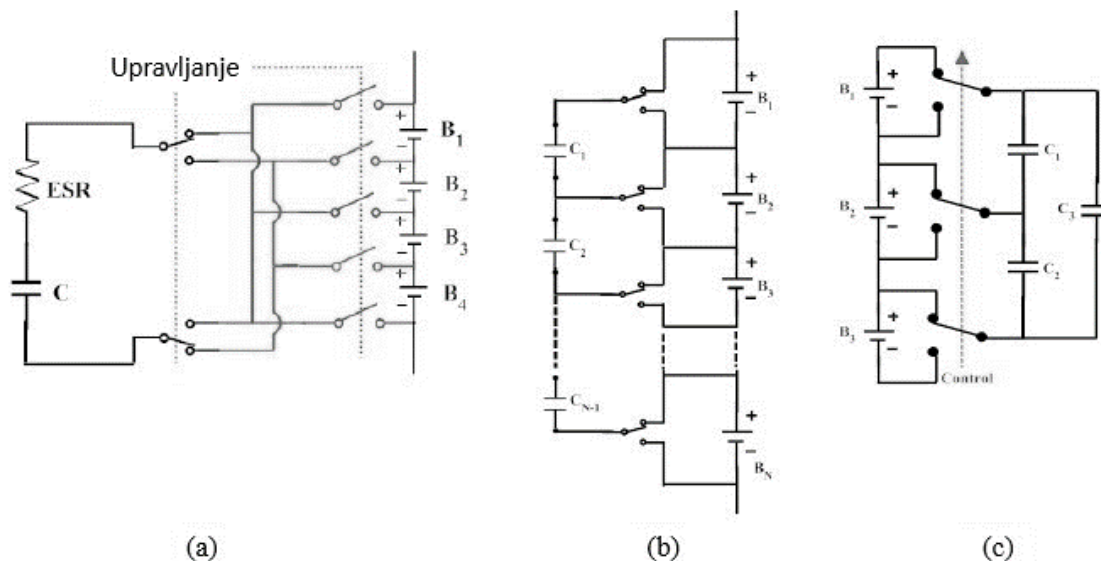 Upravljanje
ESR
C
+
−
B1
+
−
B2
+
−
B3
+
−
B4
(a)
+
−
B1
C1
+
−
B2
C2
+
−
B3
CN-1
+
−
BN
(b)
B1
+
−
C1
B2
+
−
C3
C2
B3
+
−
Control
(c)